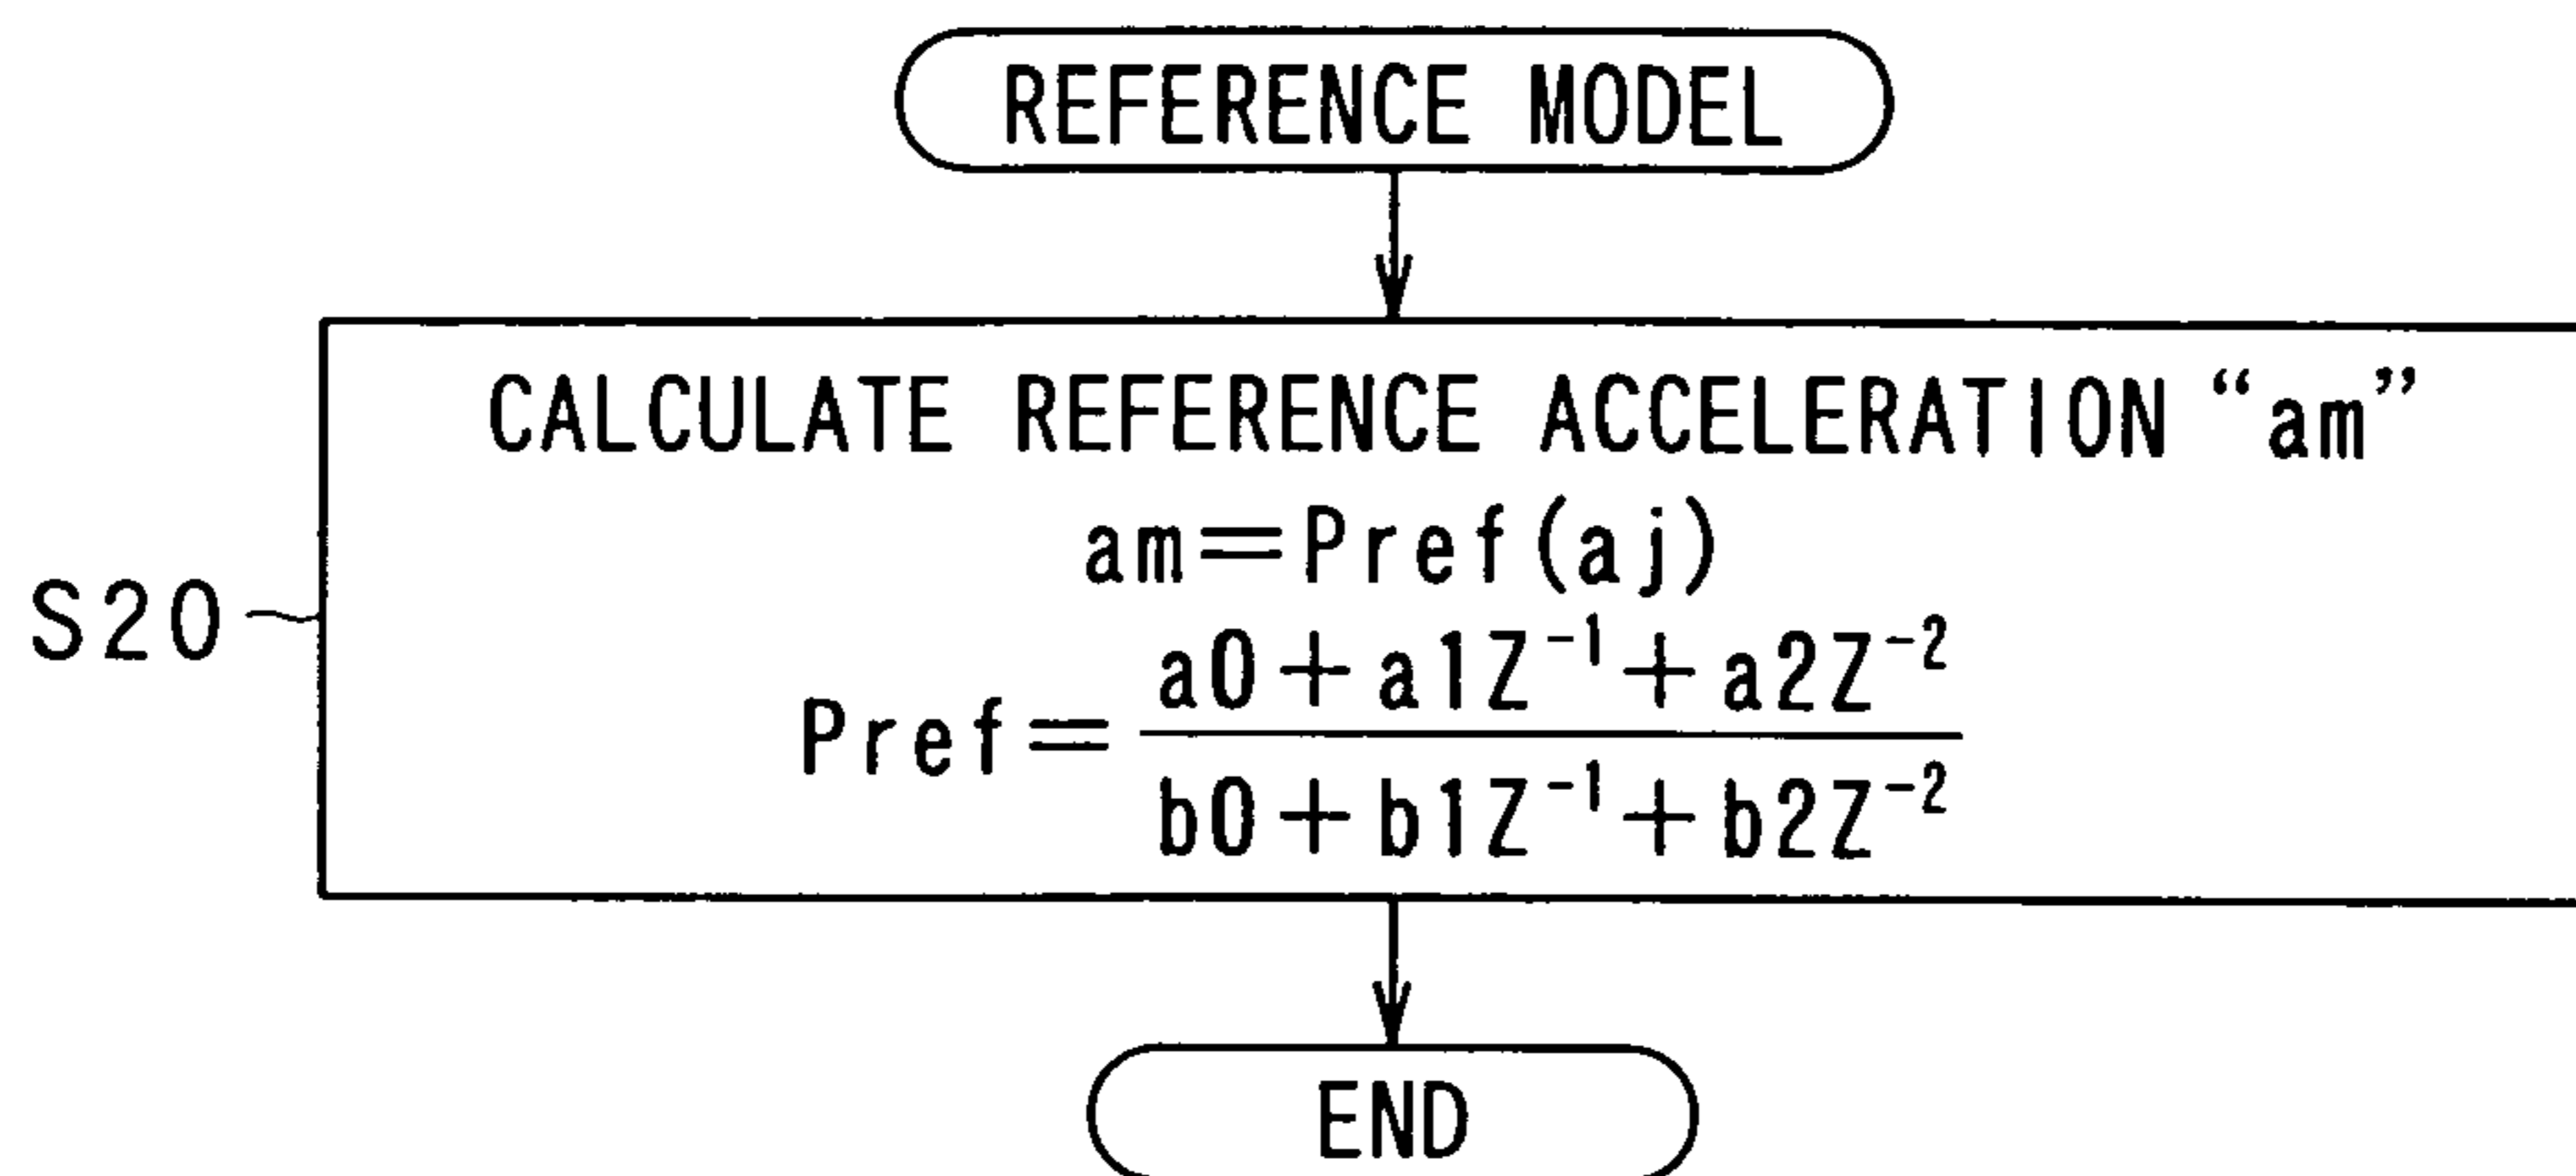 REFERENCE MODEL
CALCULATE REFERENCE ACCELERATION “am”
am=Pref(aj)
S20
Pref=
a0+a1Z⁻¹+a2Z⁻²
b0+b1Z⁻¹+b2Z⁻²
END